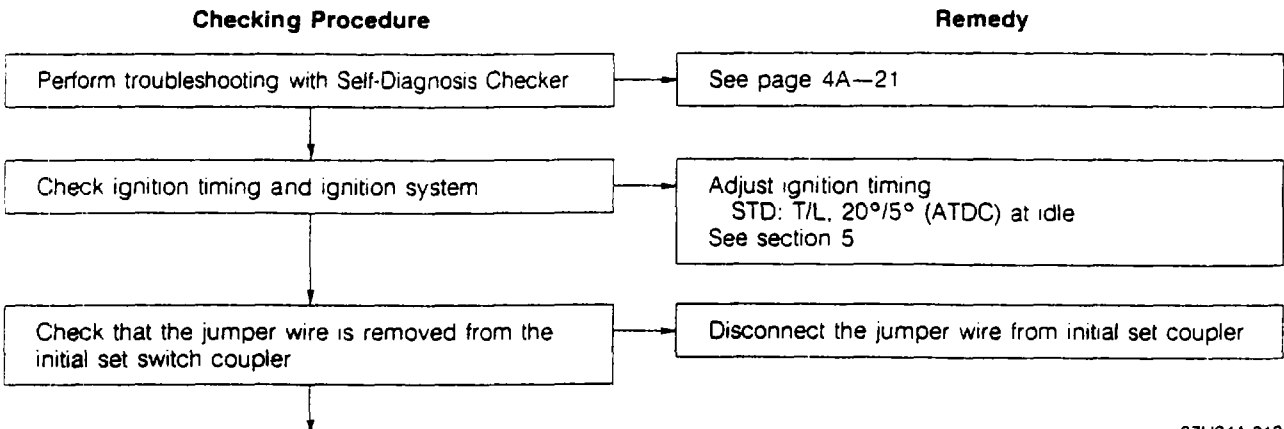 Checking Procedure
Remedy
Perform troubleshooting with Self-Diagnosis Checker
See page 4A—21
Check ignition timing and ignition system
Adjust ignition timing
STD: T/L, 20°/5° (ATDC) at idle
See section 5
Check that the jumper wire is removed from the
initial set switch coupler
Disconnect the jumper wire from initial set coupler